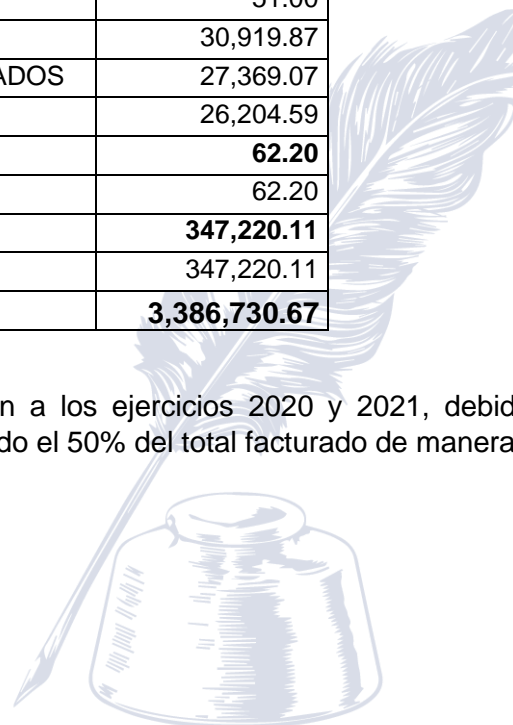 30,919.87
ADOS 27,369.07
26,204.59
62.20
62.20
347,220.11
347,220.11
3,386,730.67
n a los ejercicios 2020 y 2021, debid
do el 50% del total facturado de manera